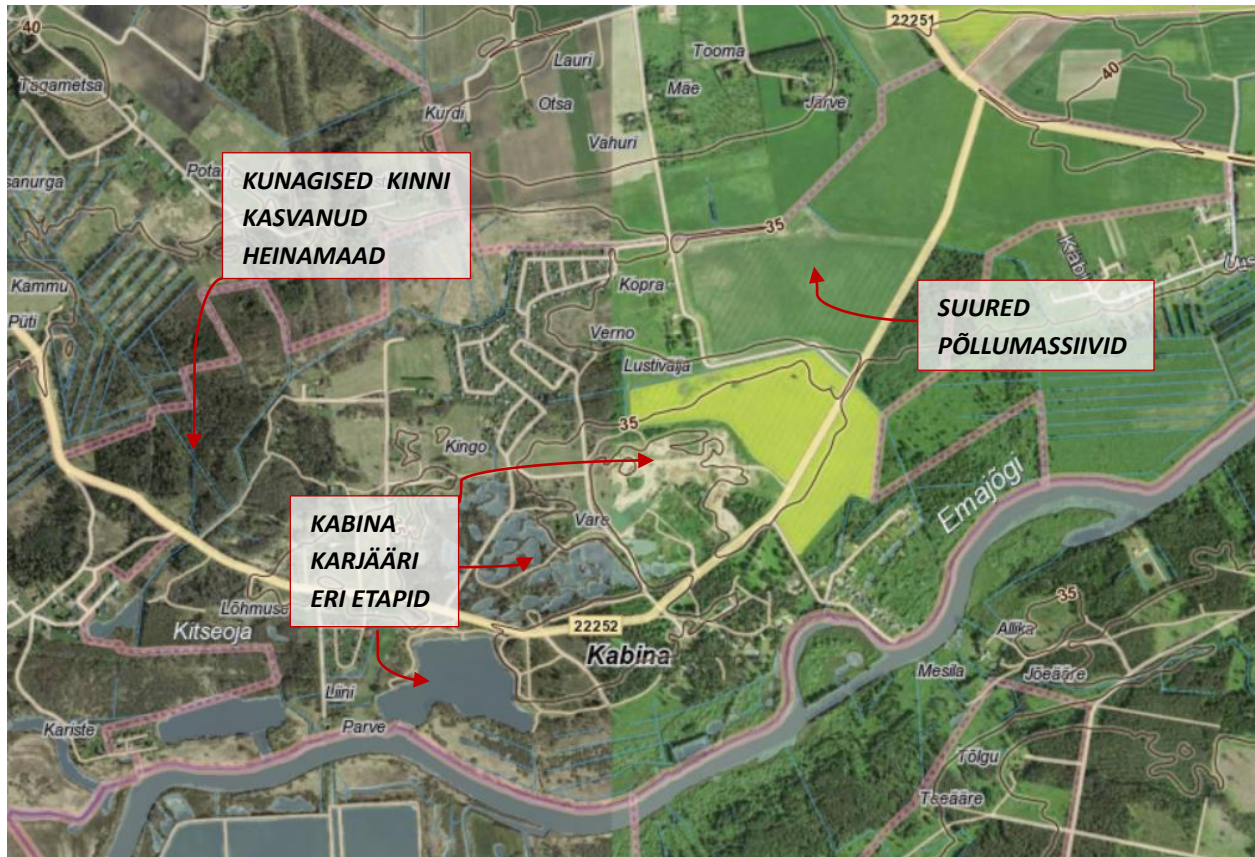 40
22251
Lauri
Tooma
Tagametsa
Mäe
40
Otsa
Järve
Kurdi
Vahuri
Potari
KUNAGISED KINNI
KASVANUD
HEINAMAAD
35
Kammu
Kopra
Püti
SUURED
PÕLLUMASSIIVID
Verno
Lustivälja
35
Kingo
KABINA
KARJÄÄRI
ERI ETAPID
Vare
Emajõgi
35
Kitseoja
22252
Kabina
Allika
Mesila
Jõeääre
Liini
Kariste
Parve
Tõlgu
Teeääre